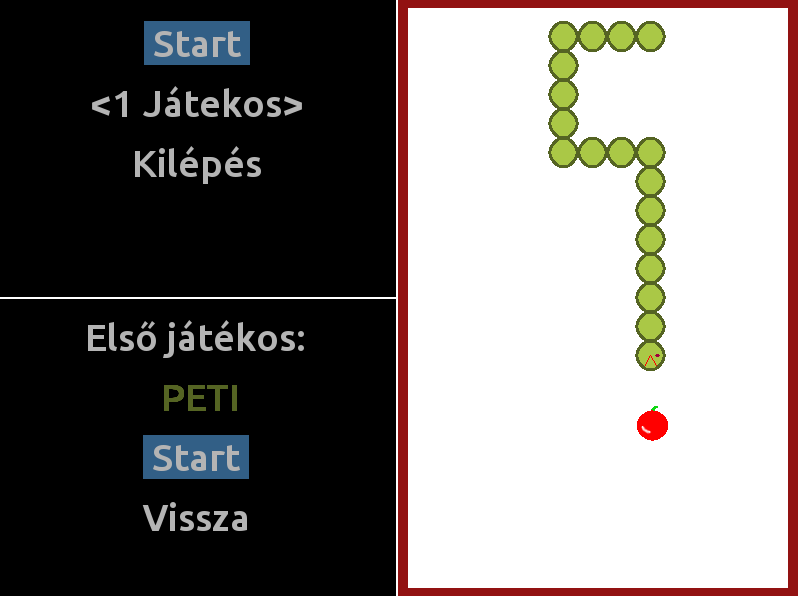 Start
<1 Játekos>
Kilépés
Első játékos:
PETI
Start
Vissza